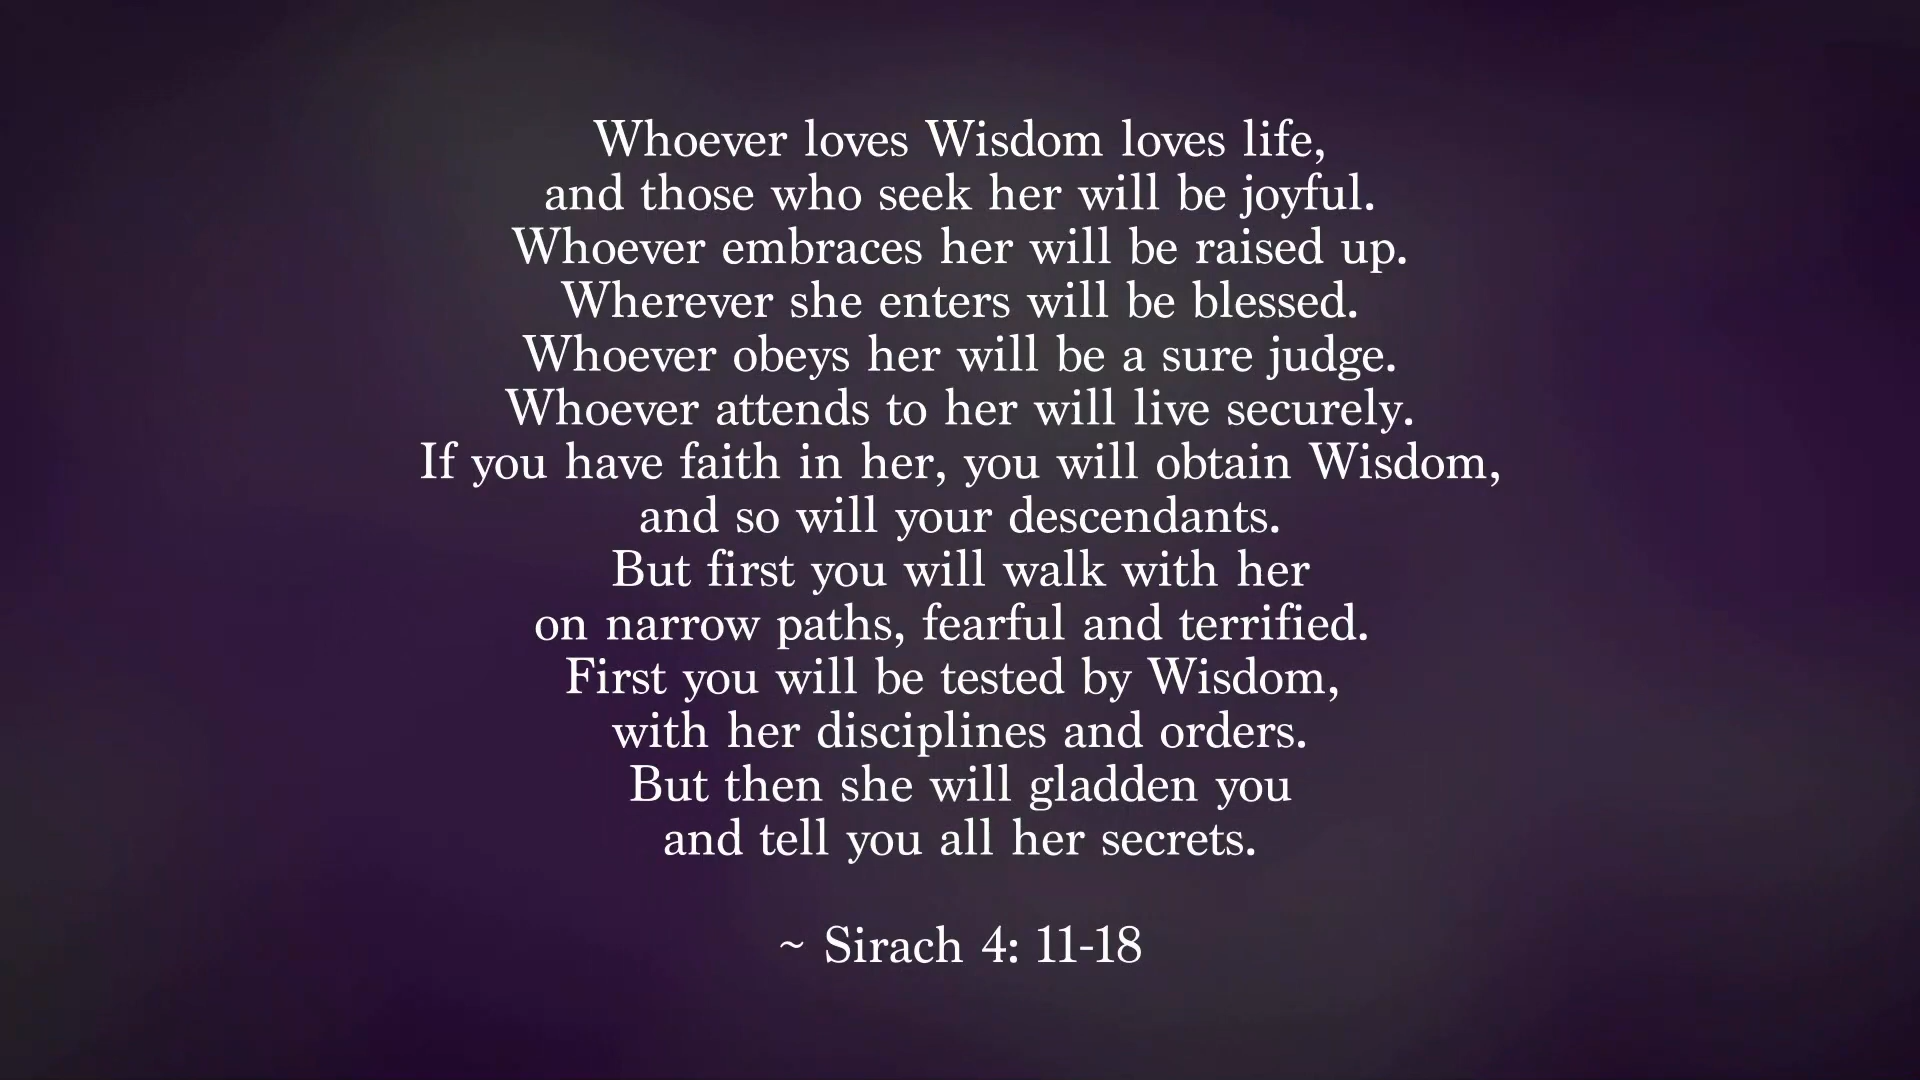 Whoever loves Wisdom loves life,
and those who seek her will be joyful.
Whoever embraces her will be raised up.
Wherever she enters will be blessed.
Whoever obeys her will be a sure judge.
Whoever attends to her will live securely.
If you have faith in her, you will obtain Wisdom,
and so will your descendants.
But first you will walk with her
on narrow paths, fearful and terrified.
First you will be tested by Wisdom,
with her disciplines and orders.
But then she will gladden you
and tell you all her secrets.
~ Sirach 4: 11-18